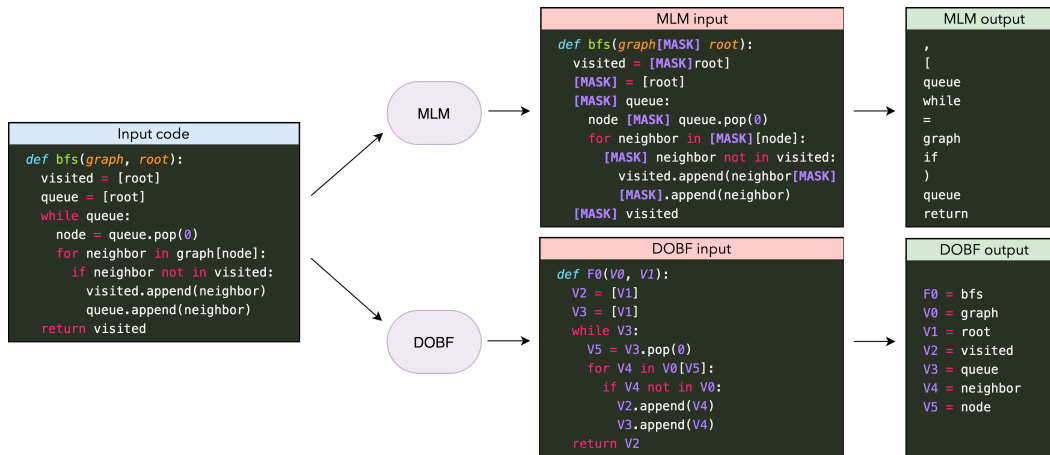 Input code
def bfs(graph, root):
visited = [root]
queue = [root]
while queue:
node = queue.pop(0)
for neighbor in graph[node]:
if neighbor not in visited:
visited.append(neighbor)
queue.append(neighbor)
return visited
MLM
DOBF
MLM input
def bfs(graph[MASK] root):
visited = [MASK]root]
[MASK] = [root]
[MASK] queue:
node [MASK] queue.pop(0)
for neighbor in [MASK][node]:
[MASK] neighbor not in visited:
visited.append(neighbor[MASK]
[MASK].append(neighbor)
[MASK] visited
MLM output
,
[
queue
while
=
graph
if
)
queue
return
DOBF input
def F0(V0, V1):
V2 = [V1]
V3 = [V1]
while V3:
V5 = V3.pop(0)
for V4 in V0[V5]:
if V4 not in V0:
V2.append(V4)
V3.append(V4)
return V2
DOBF output
F0 = bfs
V0 = graph
V1 = root
V2 = visited
V3 = queue
V4 = neighbor
V5 = node